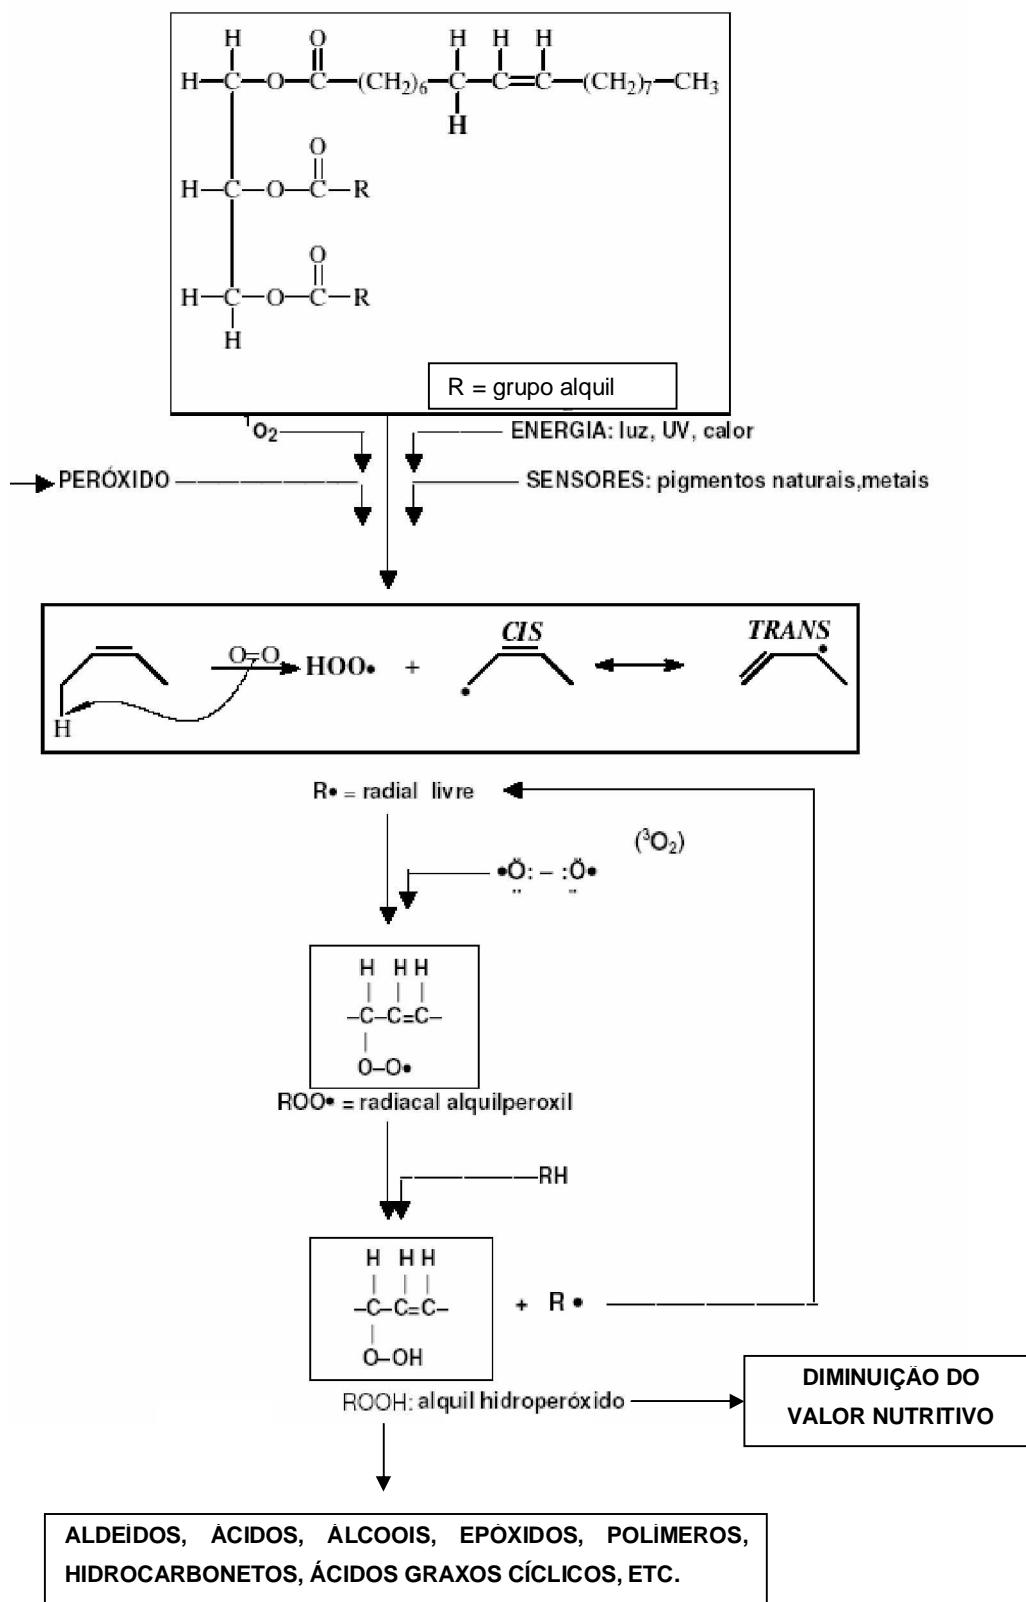 H O H H H
H—C—O—C—(CH2)6—C—C=C—(CH2)7—CH3
H
O
H—C—O—C—R
O
H—C—O—C—R
H
R = grupo alquil
1O2
ENERGIA: luz, UV, calor
PERÓXIDO
SENSORES: pigmentos naturais,metais
CIS TRANS
O=O HOO• + • •
H
R• = radial livre
(3O2)
•Ö: – :Ö•
H H H
–C–C=C–
O–O•
ROO• = radiacal alquilperoxil
RH
H H H
–C–C=C–
+ R •
O–OH
ROOH: alquil hidroperóxido
DIMINUIÇÃO DO
VALOR NUTRITIVO
ALDEÍDOS, ÁCIDOS, ÁLCOOIS, EPÓXIDOS, POLÍMEROS,
HIDROCARBONETOS, ÁCIDOS GRAXOS CÍCLICOS, ETC.